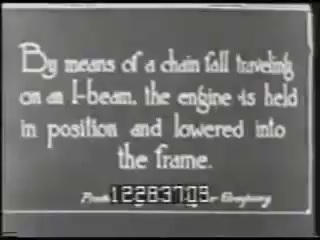 By means of a chain fall traveling
on an I-beam, the engine is held
in position and lowered into
the frame.
12283709 Company